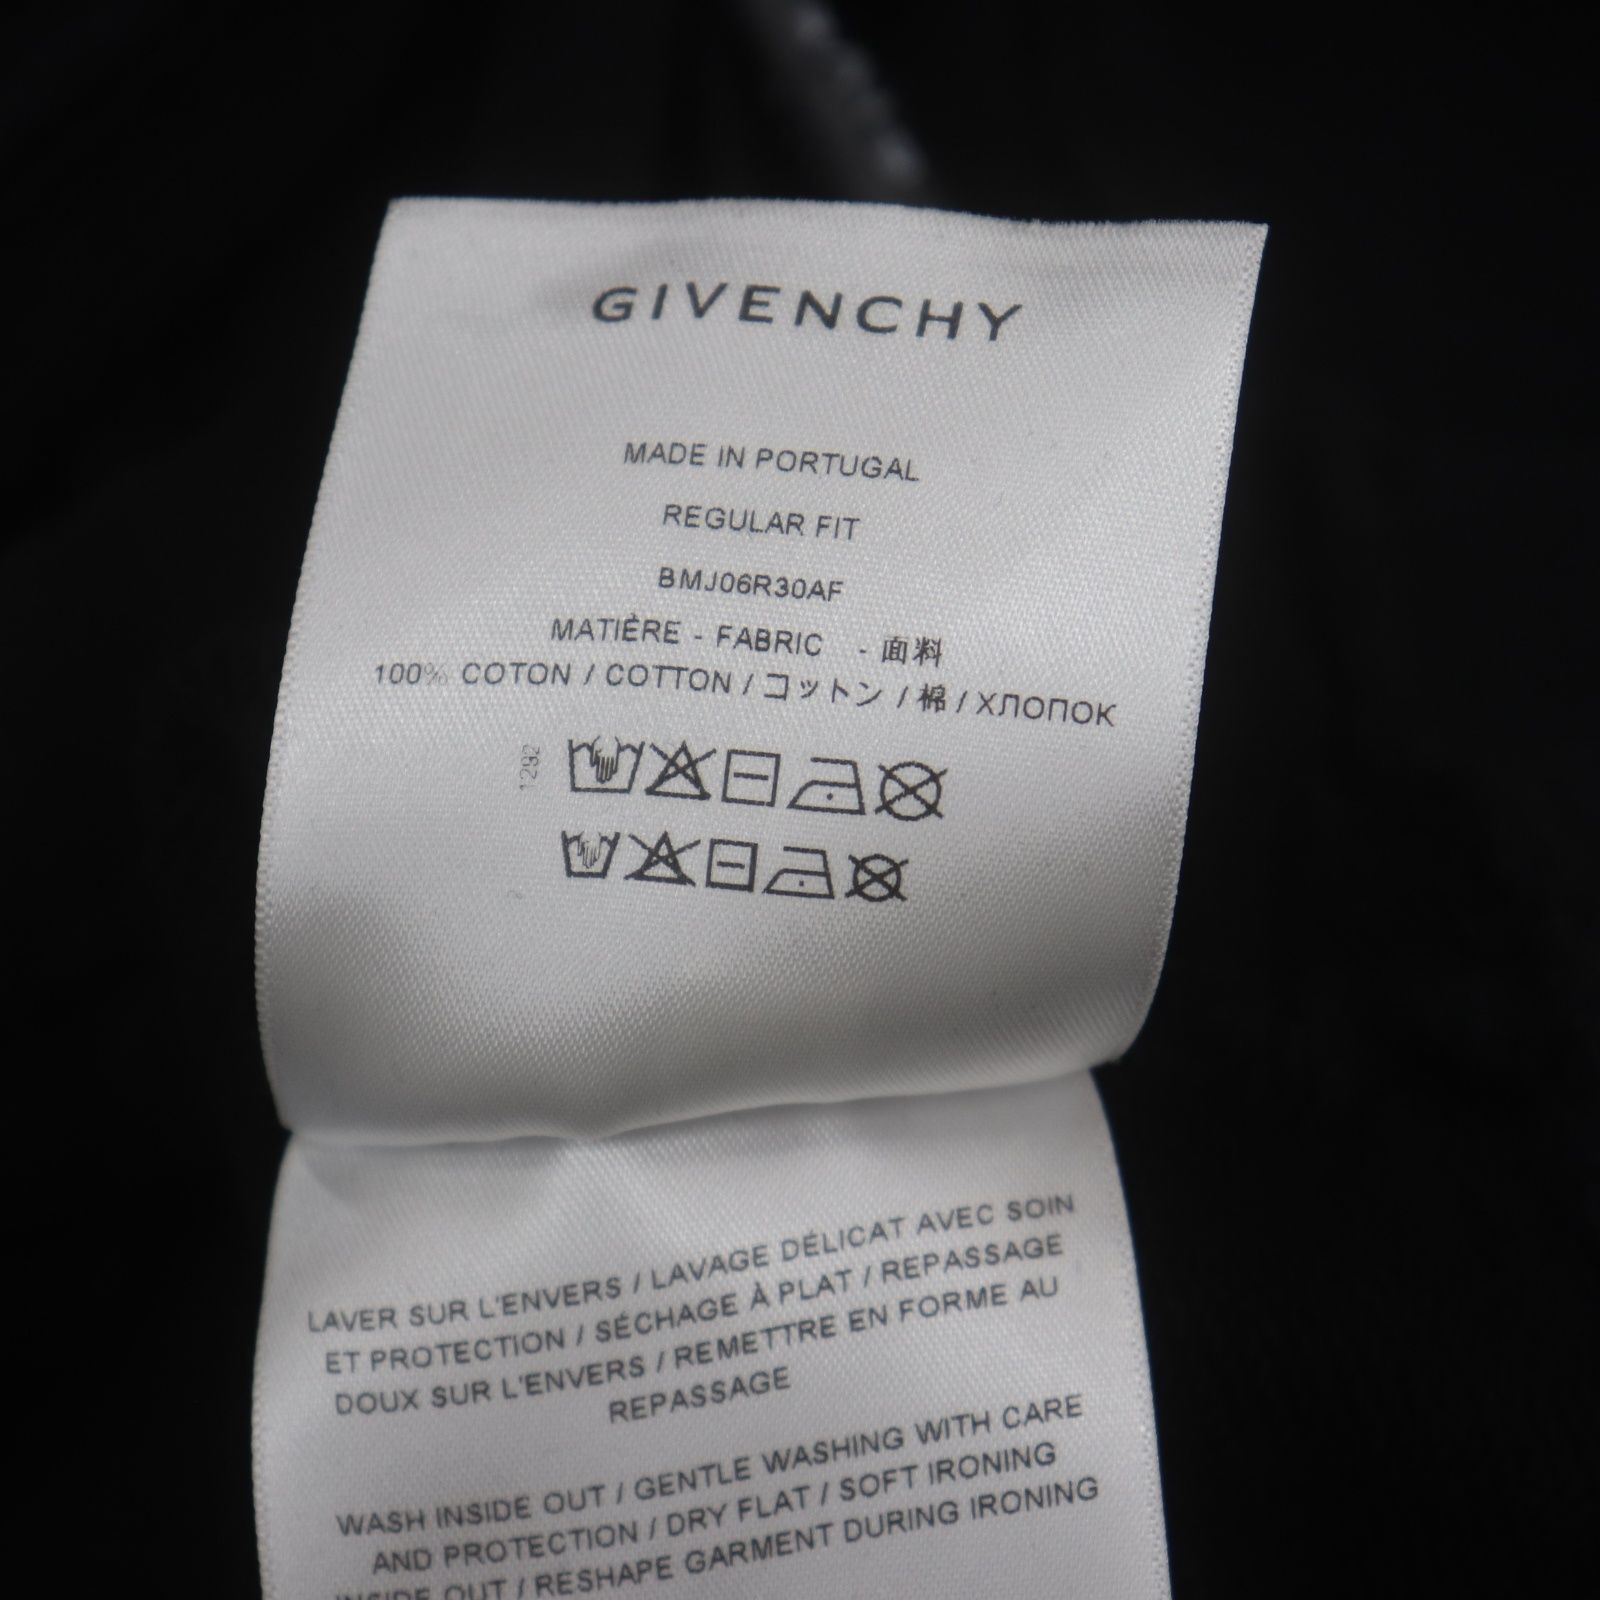 GIVENCHY
MADE IN PORTUGAL
REGULAR FIT
BMJ06R30AF
MATIÈRE - FABRIC - 面料
100% COTON / COTTON / コットン / 棉 / ХЛОПОК
1292
LAVER SUR L'ENVERS / LAVAGE DÉLICAT AVEC SOIN
ET PROTECTION / SÉCHAGE À PLAT / REPASSAGE
DOUX SUR L'ENVERS / REMETTRE EN FORME AU
REPASSAGE
WASH INSIDE OUT / GENTLE WASHING WITH CARE
AND PROTECTION / DRY FLAT / SOFT IRONING
INSIDE OUT / RESHAPE GARMENT DURING IRONING